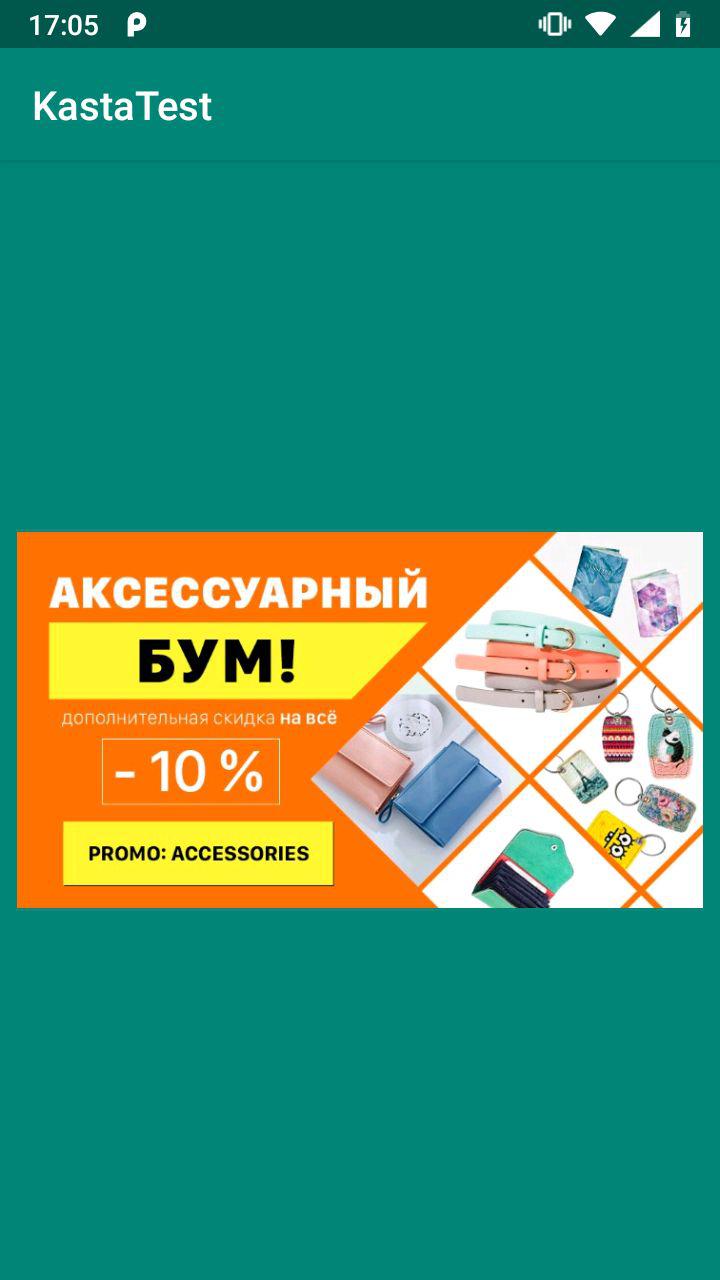 17:05
KastaTest
АКСЕССУАРНЫЙ
БУМ!
дополнительная скидка на всё
- 10 %
PROMO: ACCESSORIES